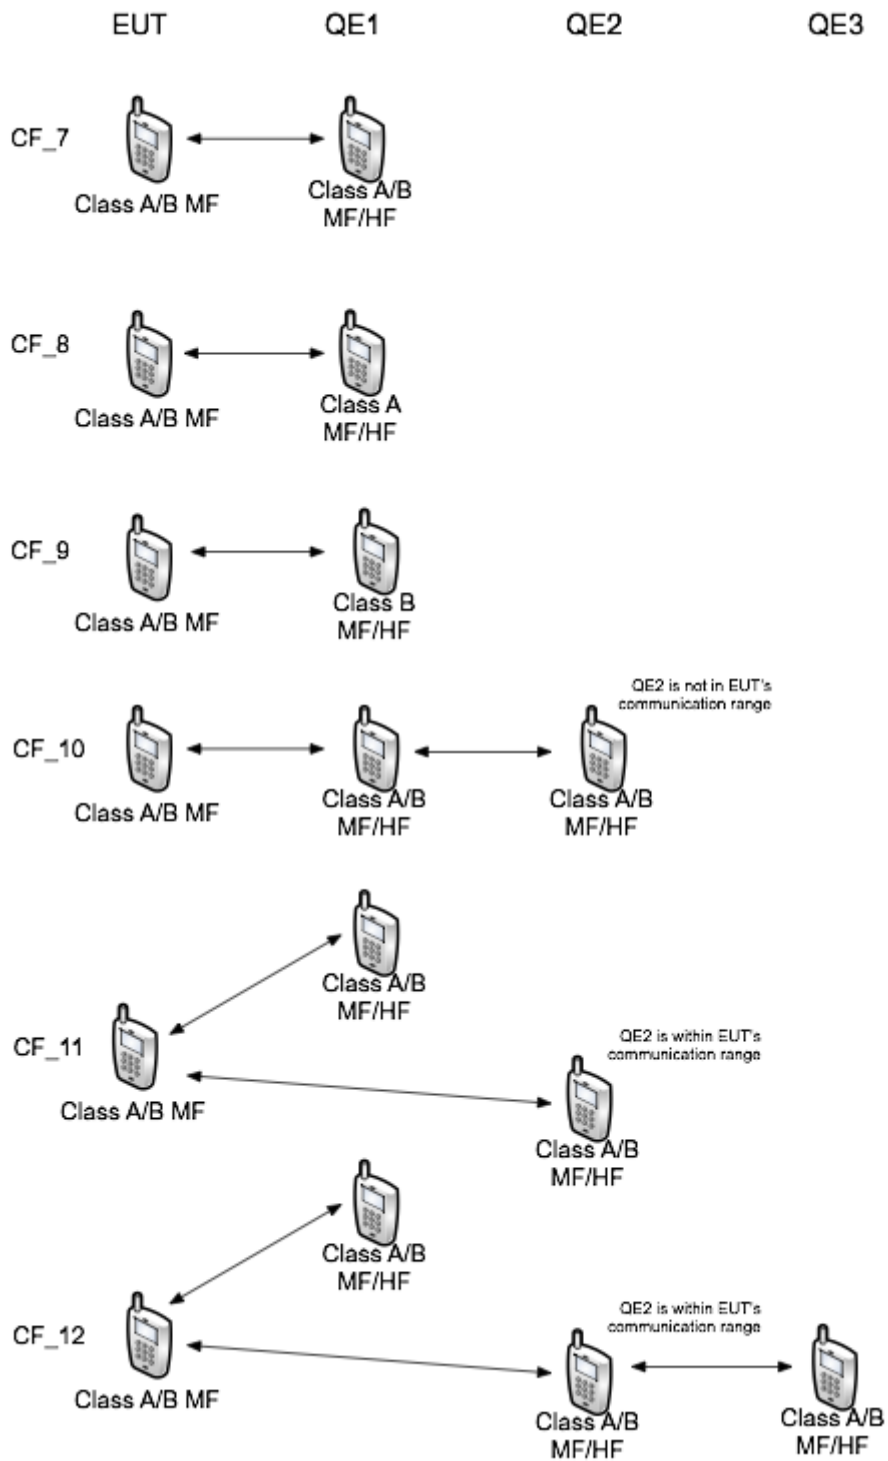 EUT QE1 QE2 QE3
CF_7
Class A/B MF
Class A/B
MF/HF
CF_8
Class A/B MF
Class A
MF/HF
CF_9
Class A/B MF
Class B
MF/HF
QE2 is not in EUT's
communication range
CF_10
Class A/B MF
Class A/B
MF/HF
Class A/B
MF/HF
Class A/B
MF/HF
CF_11
Class A/B MF
QE2 is within EUT's
communication range
Class A/B
MF/HF
Class A/B
MF/HF
CF_12
Class A/B MF
QE2 is within EUT's
communication range
Class A/B
MF/HF
Class A/B
MF/HF